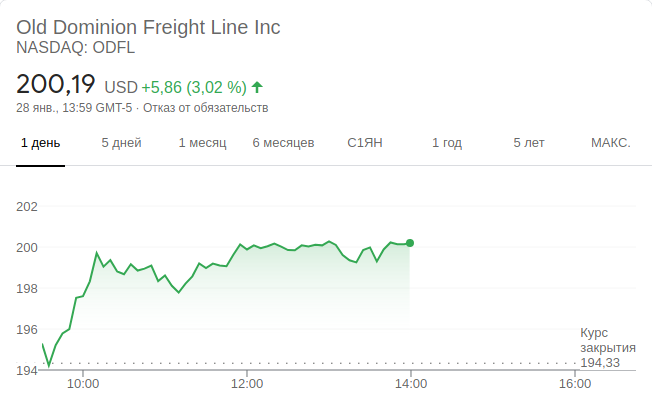 Old Dominion Freight Line Inc
NASDAQ: ODFL
200,19 USD +5,86 (3,02 %)
28 янв., 13:59 GMT-5 · Отказ от обязательств
1 день 5 дней 1 месяц 6 месяцев С1ЯН 1 год 5 лет МАКС.
202
200
198
196
Курс
закрытия
194,33
194
10:00 12:00 14:00 16:00